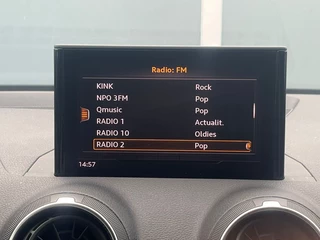 Radio: FM
KINK Rock
NPO 3FM Pop
Qmusic Pop
RADIO 1 Actualit.
RADIO 10 Oldies
RADIO 2 Pop
14:57